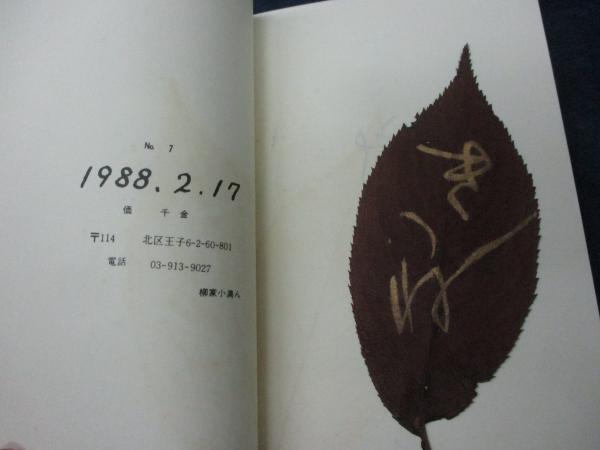 No. 7
1988.2.17
価 千金
〒114 北区王子6-2-60-801
電話 03-913-9027
柳家小満ん